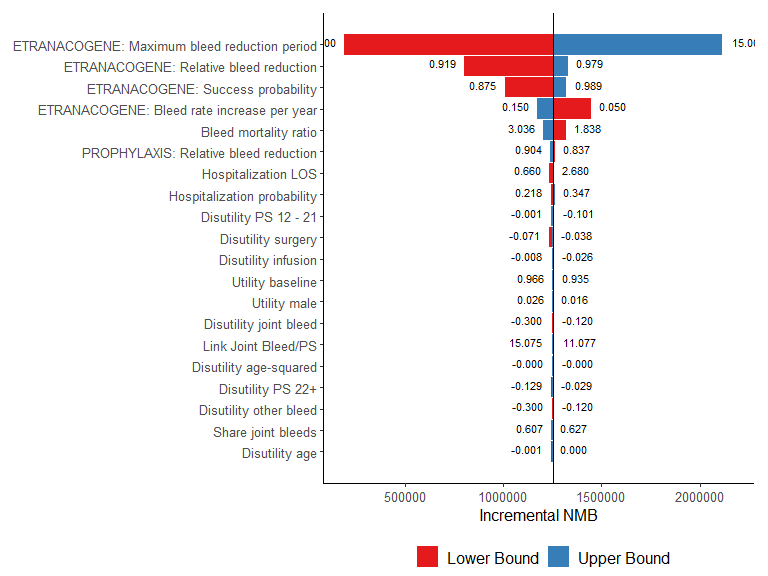 ETRANACOGENE: Maximum bleed reduction period 00 15.0
ETRANACOGENE: Relative bleed reduction 0.919 0.979
ETRANACOGENE: Success probability 0.875 0.989
ETRANACOGENE: Bleed rate increase per year 0.150 0.050
Bleed mortality ratio 3.036 1.838
PROPHYLAXIS: Relative bleed reduction 0.904 0.837
Hospitalization LOS 0.660 2.680
Hospitalization probability 0.218 0.347
Disutility PS 12 - 21 -0.001 -0.101
Disutility surgery -0.071 -0.038
Disutility infusion -0.008 -0.026
Utility baseline 0.966 0.935
Utility male 0.026 0.016
Disutility joint bleed -0.300 -0.120
Link Joint Bleed/PS 15.075 11.077
Disutility age-squared -0.000 -0.000
Disutility PS 22+ -0.129 -0.029
Disutility other bleed -0.300 -0.120
Share joint bleeds 0.607 0.627
Disutility age -0.001 0.000
500000 1000000 1500000 2000000
Incremental NMB
Lower Bound Upper Bound